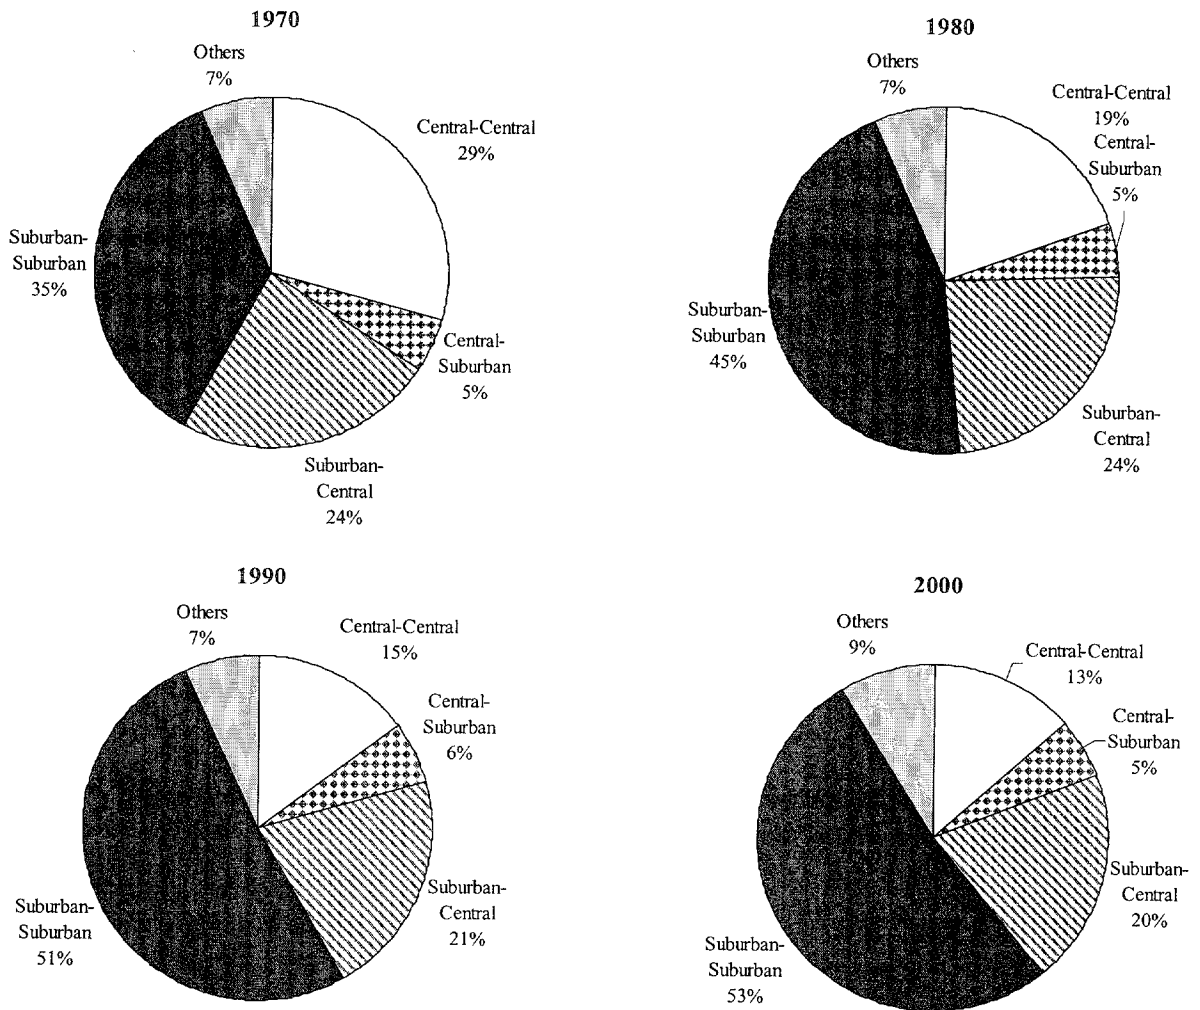 1970
Others
7%
Central-Central
29%
Suburban-
Suburban
35%
Central-
Suburban
5%
Suburban-
Central
24%
1980
Others
7%
Central-Central
19%
Central-
Suburban
5%
Suburban-
Suburban
45%
Suburban-
Central
24%
1990
Others
7%
Central-Central
15%
Central-
Suburban
6%
Suburban-
Central
21%
Suburban-
Suburban
51%
2000
Others
9%
Central-Central
13%
Central-
Suburban
5%
Suburban-
Central
20%
Suburban-
Suburban
53%